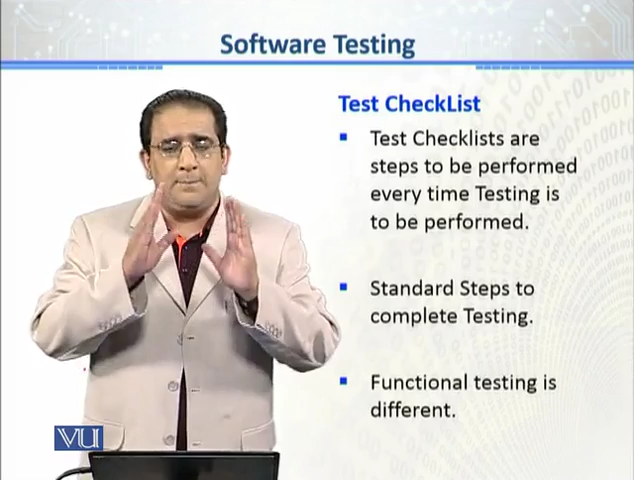 Software Testing
Test CheckList
Test Checklists are
steps to be performed
every time Testing is
to be performed.
Standard Steps to
complete Testing.
Functional testing is
different.
VU